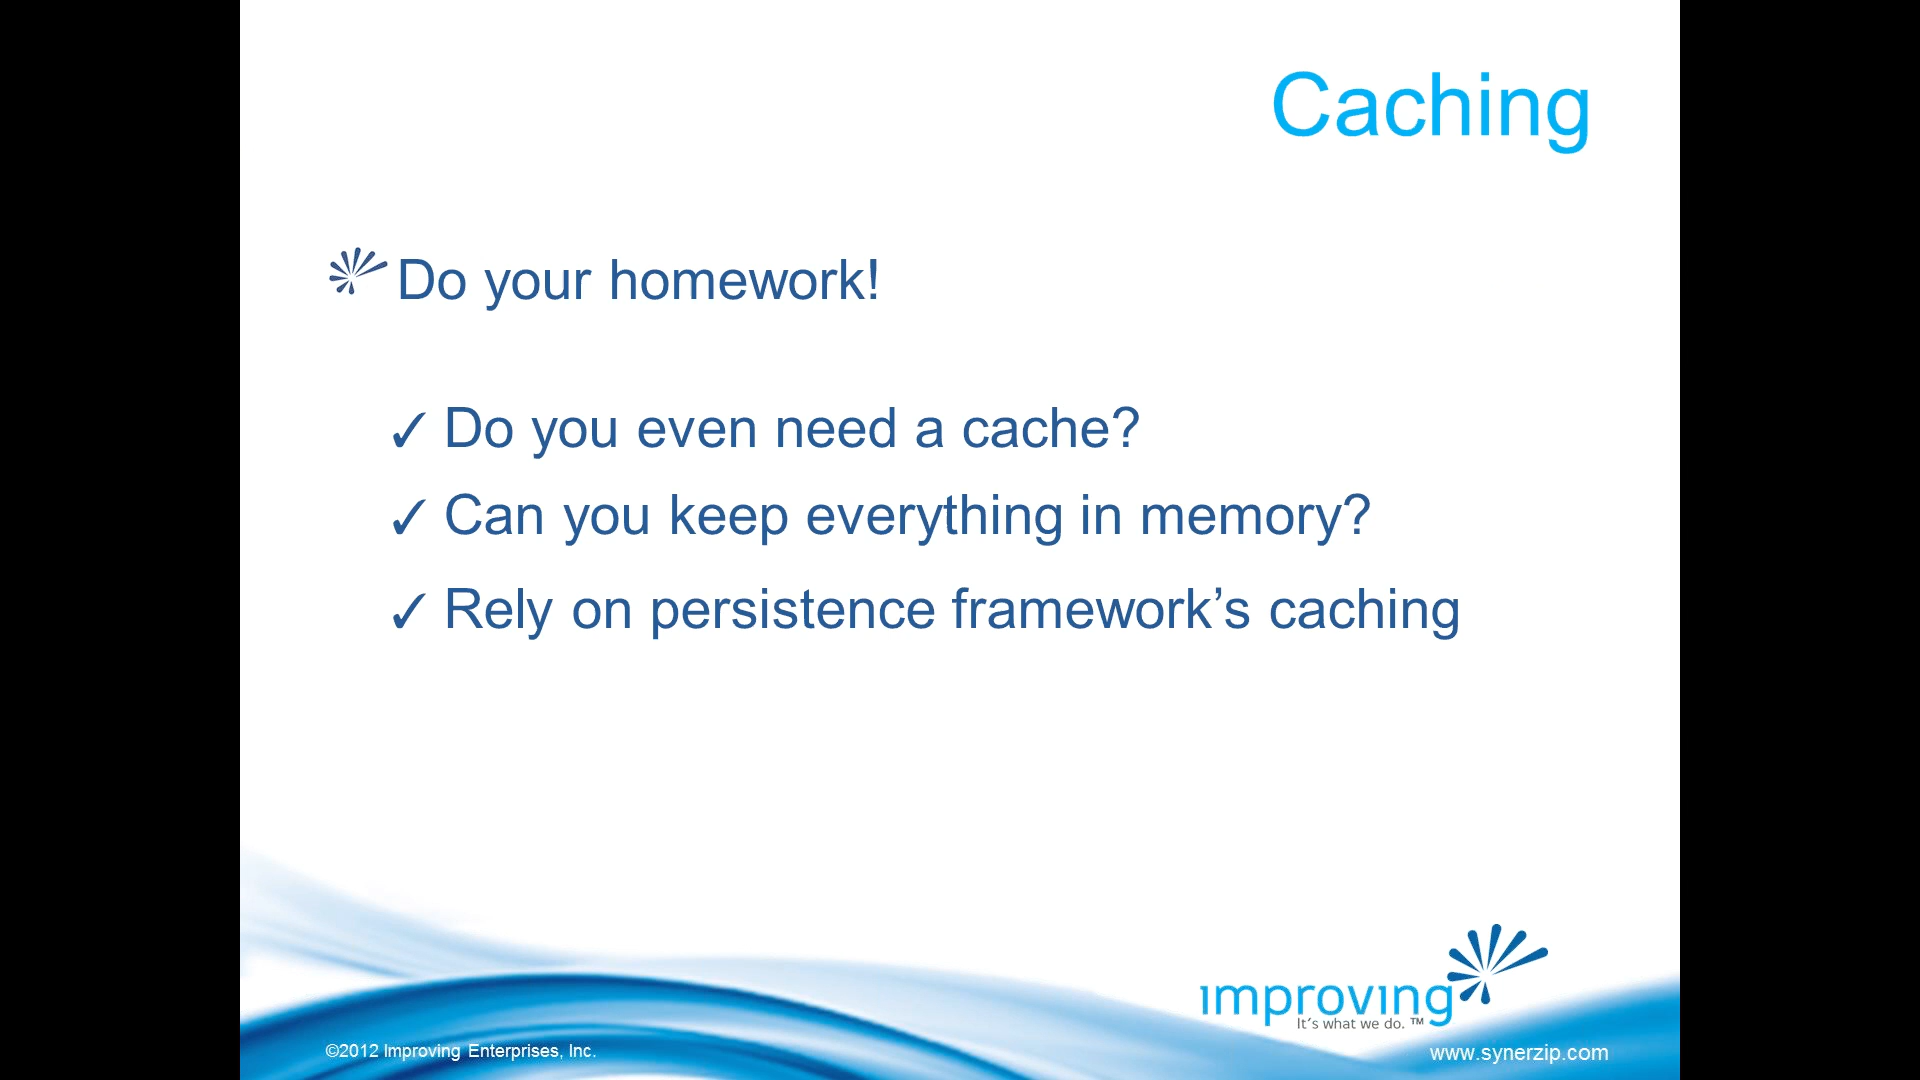 Caching
Do your homework!
✓ Do you even need a cache?
✓ Can you keep everything in memory?
✓ Rely on persistence framework’s caching
improving
It's what we do. ™
©2012 Improving Enterprises, Inc.
www.synerzip.com